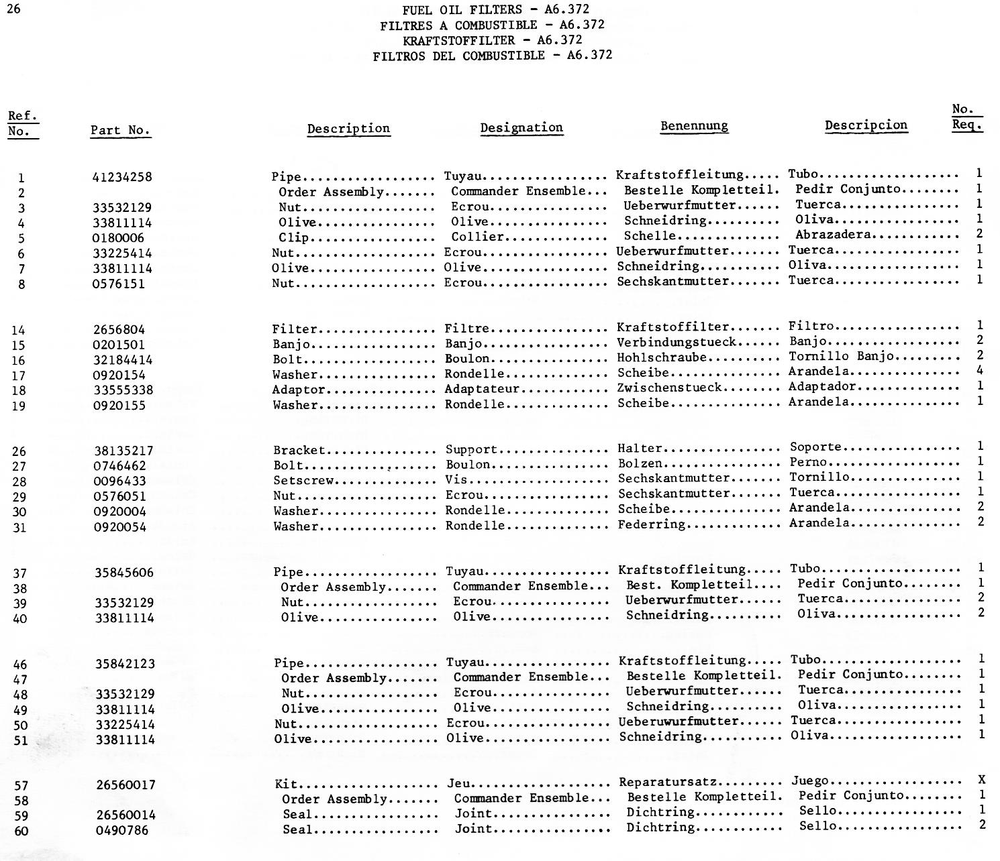 26
FUEL OIL FILTERS - A6.372
FILTRES A COMBUSTIBLE - A6.372
KRAFTSTOFFILTER - A6.372
FILTROS DEL COMBUSTIBLE - A6.372
Ref. No. Part No. Description Designation Benennung Descripcion No. Req.
1 41234258 Pipe.................. Tuyau................. Kraftstoffleitung..... Tubo................... 1
2 Order Assembly....... Commander Ensemble... Bestelle Kompletteil. Pedir Conjunto........ 1
3 33532129 Nut.................. Ecrou................ Ueberwurfmutter...... Tuerca................ 1
4 33811114 Olive................ Olive................ Schneidring.......... Oliva................. 1
5 0180006 Clip................. Collier.............. Schelle.............. Abrazadera............ 2
6 33225414 Nut................... Ecrou................. Ueberwurfmutter....... Tuerca................. 1
7 33811114 Olive................. Olive................. Schneidring........... Oliva.................. 1
8 0576151 Nut................... Ecrou................. Sechskantmutter....... Tuerca................. 1
14 2656804 Filter................ Filtre................ Kraftstoffilter....... Filtro................. 1
15 0201501 Banjo................. Banjo................. Verbindungstueck...... Banjo.................. 2
16 32184414 Bolt.................. Boulon................ Hohlschraube.......... Tornillo Banjo......... 2
17 0920154 Washer................ Rondelle.............. Scheibe............... Arandela............... 4
18 33555338 Adaptor............... Adaptateur............ Zwischenstueck........ Adaptador.............. 1
19 0920155 Washer................ Rondelle.............. Scheibe............... Arandela............... 1
26 38135217 Bracket............... Support............... Halter................ Soporte................ 1
27 0746462 Bolt.................. Boulon................ Bolzen................ Perno.................. 1
28 0096433 Setscrew.............. Vis................... Sechskantmutter....... Tornillo............... 1
29 0576051 Nut................... Ecrou................. Sechskantmutter....... Tuerca................. 1
30 0920004 Washer................ Rondelle.............. Scheibe............... Arandela............... 2
31 0920054 Washer................ Rondelle.............. Federring............. Arandela............... 2
37 35845606 Pipe.................. Tuyau................. Kraftstoffleitung..... Tubo................... 1
38 Order Assembly....... Commander Ensemble... Best. Kompletteil.... Pedir Conjunto........ 1
39 33532129 Nut.................. Ecrou................ Ueberwurfmutter...... Tuerca................ 2
40 33811114 Olive................ Olive................ Schneidring.......... Oliva................. 2
46 35842123 Pipe.................. Tuyau................. Kraftstoffleitung..... Tubo................... 1
47 Order Assembly....... Commander Ensemble... Bestelle Kompletteil. Pedir Conjunto........ 1
48 33532129 Nut.................. Ecrou................ Ueberwurfmutter...... Tuerca................ 1
49 33811114 Olive................ Olive................ Schneidring.......... Oliva................. 1
50 33225414 Nut................... Ecrou................. Ueberuwurfmutter...... Tuerca................. 1
51 33811114 Olive................. Olive................. Schneidring........... Oliva.................. 1
57 26560017 Kit................... Jeu................... Reparatursatz......... Juego.................. X
58 Order Assembly....... Commander Ensemble... Bestelle Kompletteil. Pedir Conjunto........ 1
59 26560014 Seal................. Joint................ Dichtring............ Sello................. 1
60 0490786 Seal................. Joint................ Dichtring............ Sello................. 2